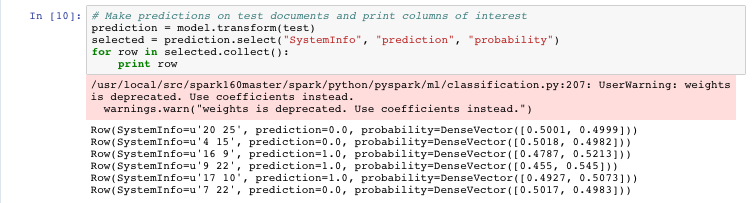 In [10]: # Make predictions on test documents and print columns of interest
prediction = model.transform(test)
selected = prediction.select("SystemInfo", "prediction", "probability")
for row in selected.collect():
    print row
/usr/local/src/spark160master/spark/python/pyspark/ml/classification.py:207: UserWarning: weights
is deprecated. Use coefficients instead.
  warnings.warn("weights is deprecated. Use coefficients instead.")
Row(SystemInfo=u'20 25', prediction=0.0, probability=DenseVector([0.5001, 0.4999]))
Row(SystemInfo=u'4 15', prediction=0.0, probability=DenseVector([0.5018, 0.4982]))
Row(SystemInfo=u'16 9', prediction=1.0, probability=DenseVector([0.4787, 0.5213]))
Row(SystemInfo=u'9 22', prediction=1.0, probability=DenseVector([0.455, 0.545]))
Row(SystemInfo=u'17 10', prediction=1.0, probability=DenseVector([0.4927, 0.5073]))
Row(SystemInfo=u'7 22', prediction=0.0, probability=DenseVector([0.5017, 0.4983]))